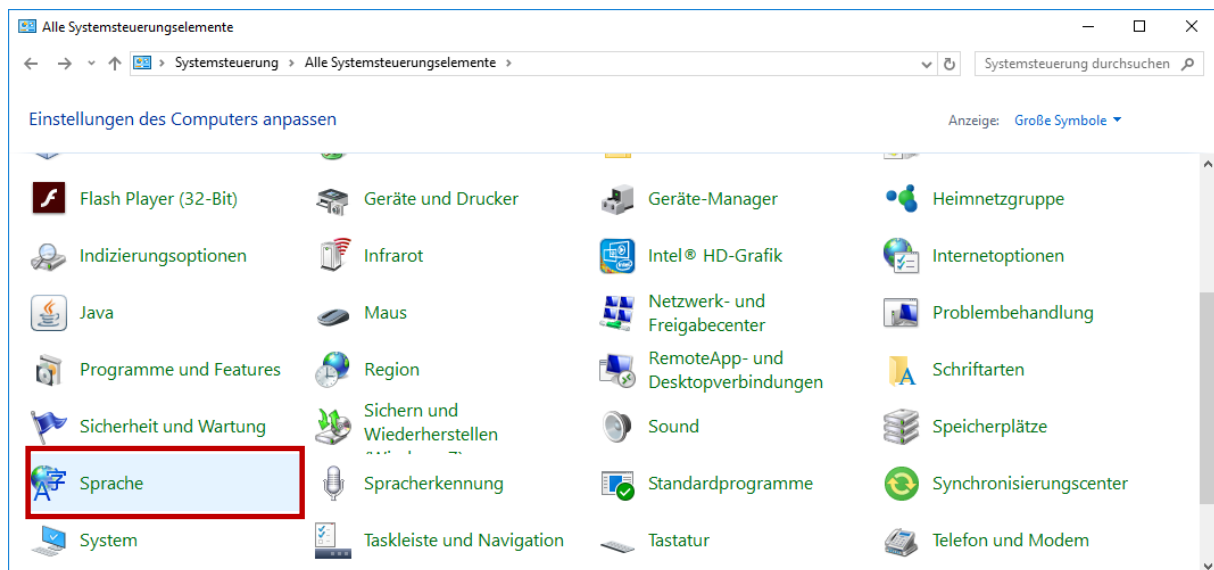 Alle Systemsteuerungselemente
Systemsteuerung > Alle Systemsteuerungselemente >
Systemsteuerung durchsuchen
Einstellungen des Computers anpassen
Anzeige: Große Symbole
Flash Player (32-Bit)
Geräte und Drucker
Geräte-Manager
Heimnetzgruppe
Indizierungsoptionen
Infrarot
Intel® HD-Grafik
Internetoptionen
Java
Maus
Netzwerk- und
Freigabecenter
Problembehandlung
Programme und Features
Region
RemoteApp- und
Desktopverbindungen
Schriftarten
Sicherheit und Wartung
Sichern und
Wiederherstellen
Sound
Speicherplätze
Sprache
Spracherkennung
Standardprogramme
Synchronisierungscenter
System
Taskleiste und Navigation
Tastatur
Telefon und Modem